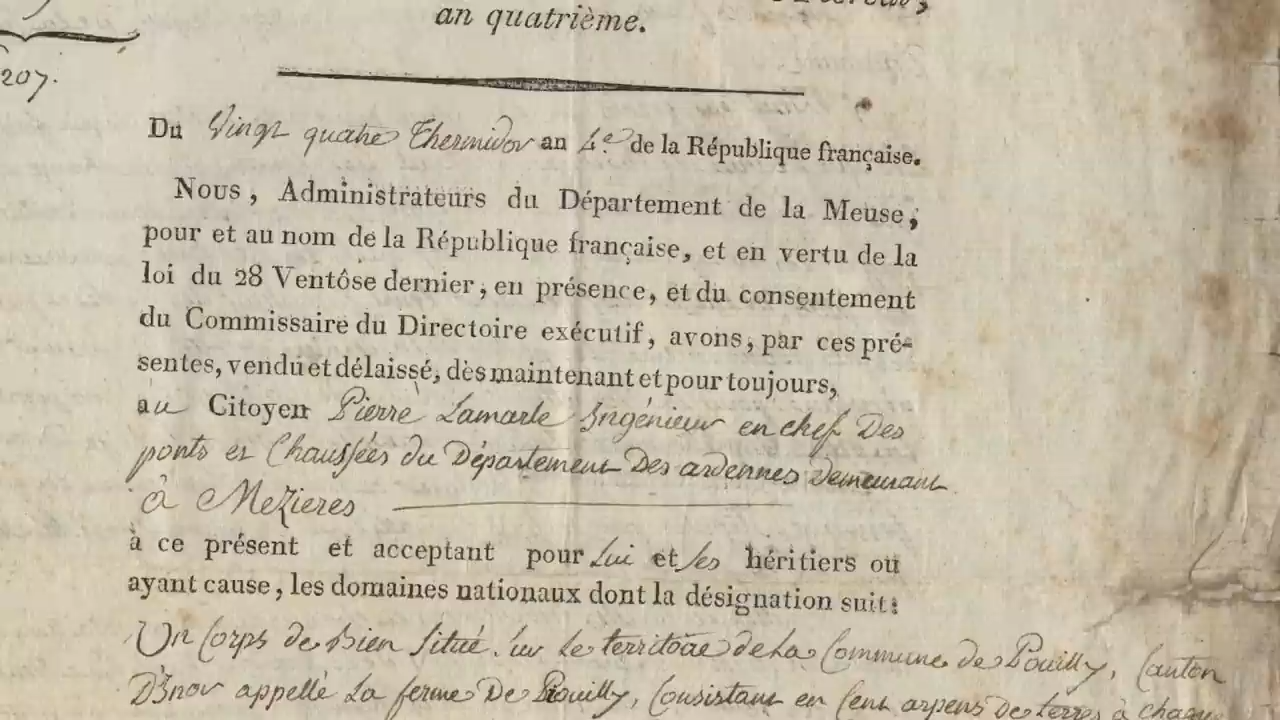 an quatrième.
207.
Du Vingt quatre Thermidor an 4e. de la République française.
Nous, Administrateurs du Département de la Meuse,
pour et au nom de la République française, et en vertu de la
loi du 28 Ventôse dernier, en présence, et du consentement
du Commissaire du Directoire exécutif, avons, par ces pré-
sentes, vendu et délaissé, dès maintenant et pour toujours,
au Citoyen Pierre Lamarle Ingénieur en chef Des
ponts et Chaussées du Département Des ardennes demeurant
à Mezieres
à ce présent et acceptant pour Lui et ses héritiers ou
ayant cause, les domaines nationaux dont la désignation suit:
Un Corps de Bien Situé sur Le territoire de La Commune de Pouilly, Canton
D'Inor appellé La ferme De Pouilly, Consistant en Cent arpens de terres à chaque